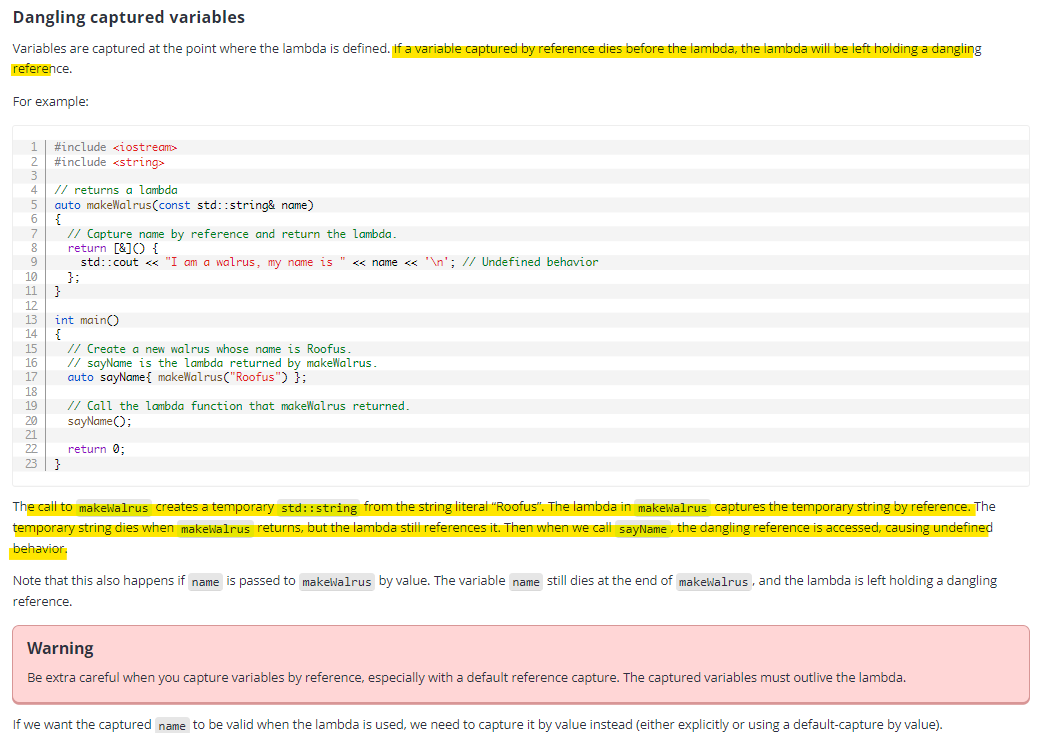 Dangling captured variables
Variables are captured at the point where the lambda is defined. If a variable captured by reference dies before the lambda, the lambda will be left holding a dangling
reference.
For example:
1 #include <iostream>
2 #include <string>
3
4 // returns a lambda
5 auto makeWalrus(const std::string& name)
6 {
7   // Capture name by reference and return the lambda.
8   return [&]() {
9     std::cout << "I am a walrus, my name is " << name << '\n'; // Undefined behavior
10   };
11 }
12
13 int main()
14 {
15   // Create a new walrus whose name is Roofus.
16   // sayName is the lambda returned by makeWalrus.
17   auto sayName{ makeWalrus("Roofus") };
18
19   // Call the lambda function that makeWalrus returned.
20   sayName();
21
22   return 0;
23 }
The call to makeWalrus creates a temporary std::string from the string literal “Roofus”. The lambda in makeWalrus captures the temporary string by reference. The
temporary string dies when makeWalrus returns, but the lambda still references it. Then when we call sayName, the dangling reference is accessed, causing undefined
behavior.
Note that this also happens if name is passed to makeWalrus by value. The variable name still dies at the end of makeWalrus, and the lambda is left holding a dangling
reference.
Warning
Be extra careful when you capture variables by reference, especially with a default reference capture. The captured variables must outlive the lambda.
If we want the captured name to be valid when the lambda is used, we need to capture it by value instead (either explicitly or using a default-capture by value).